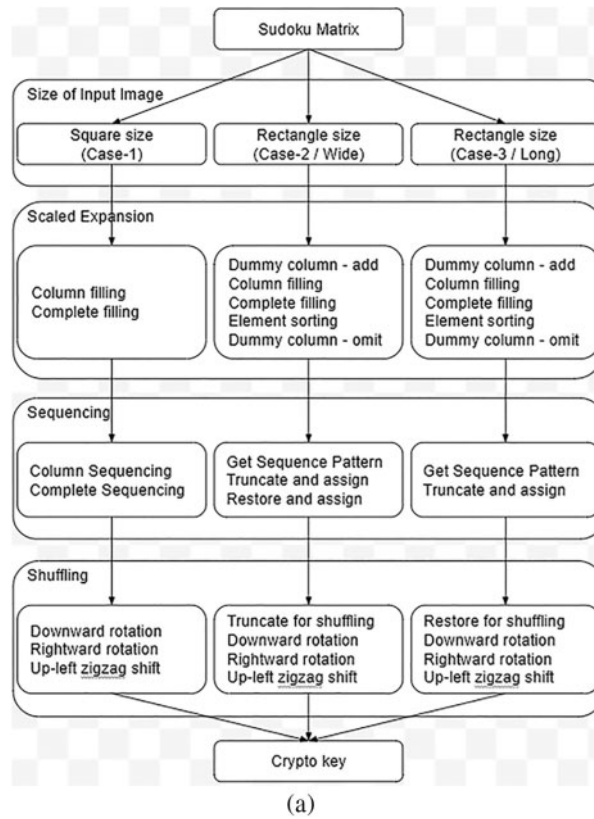 Sudoku Matrix
Size of Input Image
Square size
(Case-1)
Rectangle size
(Case-2 / Wide)
Rectangle size
(Case-3 / Long)
Scaled Expansion
Column filling
Complete filling
Dummy column - add
Column filling
Complete filling
Element sorting
Dummy column - omit
Dummy column - add
Column filling
Complete filling
Element sorting
Dummy column - omit
Sequencing
Column Sequencing
Complete Sequencing
Get Sequence Pattern
Truncate and assign
Restore and assign
Get Sequence Pattern
Truncate and assign
Shuffling
Downward rotation
Rightward rotation
Up-left zigzag shift
Truncate for shuffling
Downward rotation
Rightward rotation
Up-left zigzag shift
Restore for shuffling
Downward rotation
Rightward rotation
Up-left zigzag shift
Crypto key
(a)